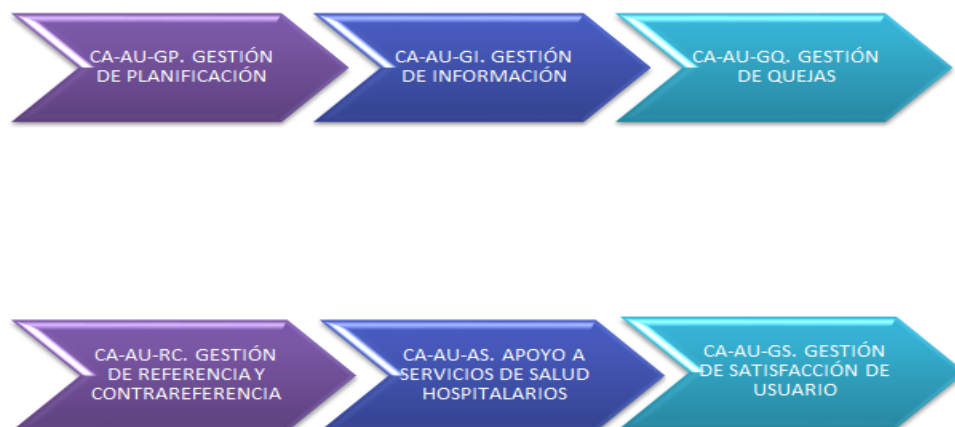 CA-AU-GP. GESTIÓN
DE PLANIFICACIÓN
CA-AU-GI. GESTIÓN
DE INFORMACIÓN
CA-AU-GQ. GESTIÓN
DE QUEJAS
CA-AU-RC. GESTIÓN
DE REFERENCIA Y
CONTRAREFERENCIA
CA-AU-AS. APOYO A
SERVICIOS DE SALUD
HOSPITALARIOS
CA-AU-GS. GESTIÓN
DE SATISFACCIÓN DE
USUARIO